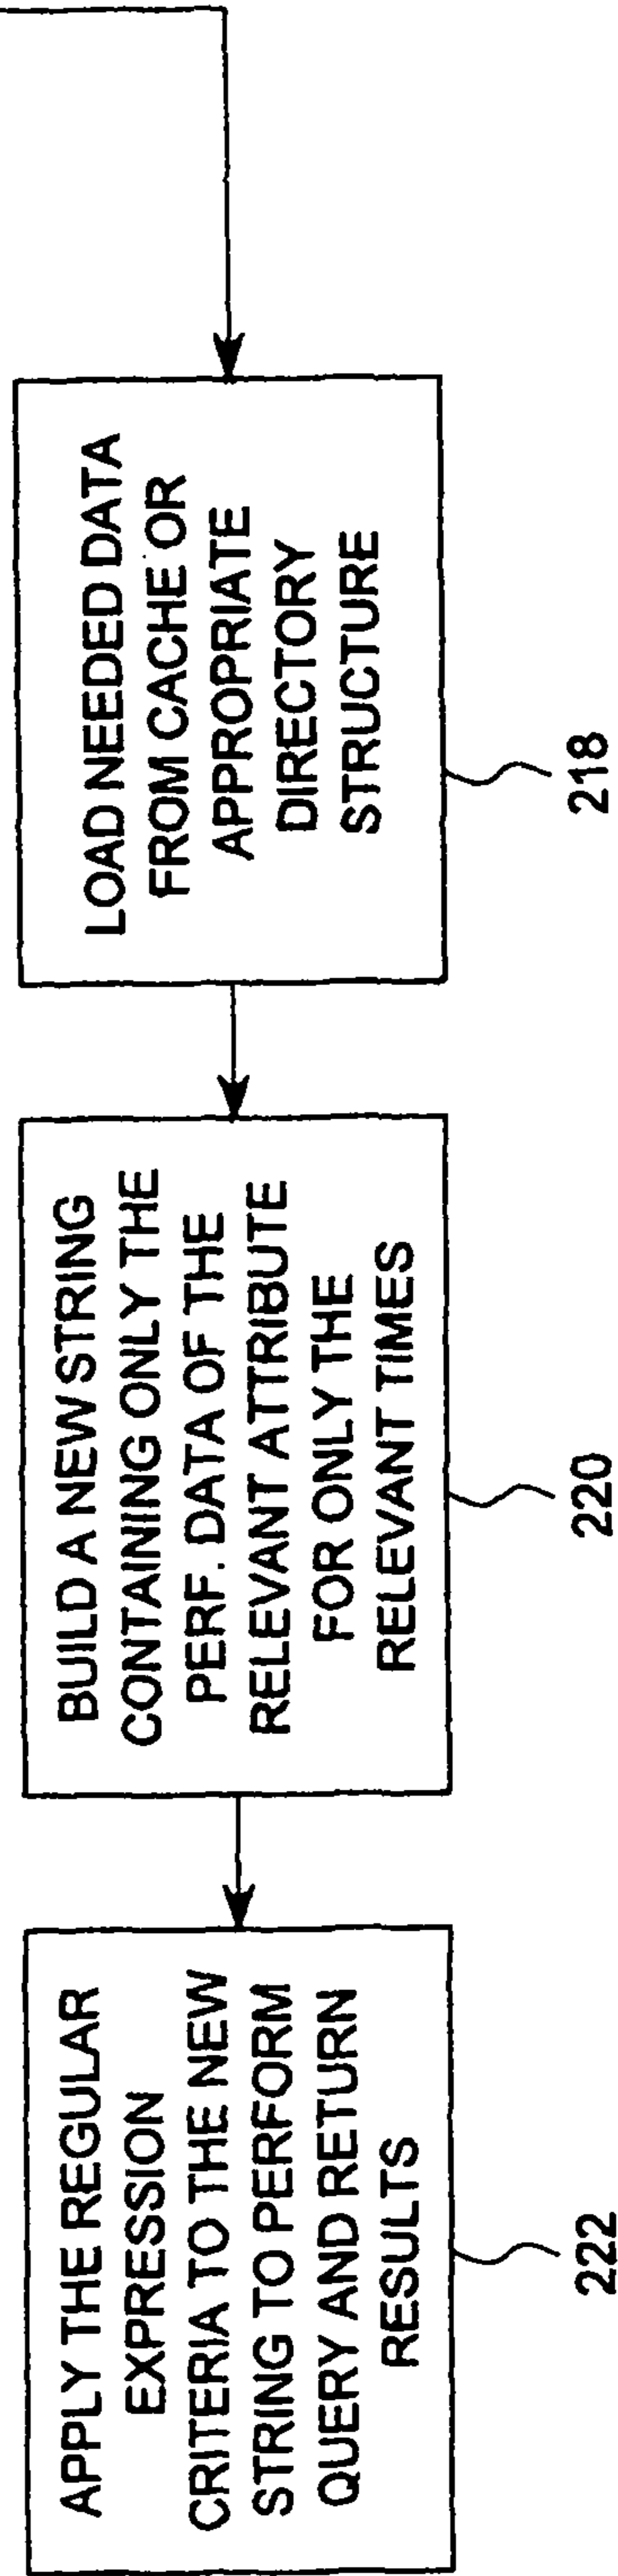 LOAD NEEDED DATA
FROM CACHE OR
APPROPRIATE
DIRECTORY
STRUCTURE
218
BUILD A NEW STRING
CONTAINING ONLY THE
PERF. DATA OF THE
RELEVANT ATTRIBUTE
FOR ONLY THE
RELEVANT TIMES
220
APPLY THE REGULAR
EXPRESSION
CRITERIA TO THE NEW
STRING TO PERFORM
QUERY AND RETURN
RESULTS
222